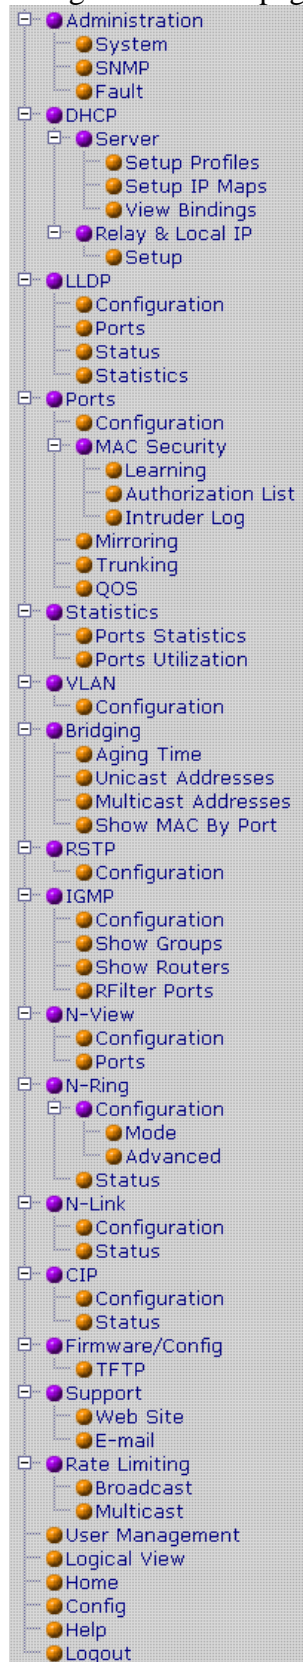 Administration
System
SNMP
Fault
DHCP
Server
Setup Profiles
Setup IP Maps
View Bindings
Relay & Local IP
Setup
LLDP
Configuration
Ports
Status
Statistics
Ports
Configuration
MAC Security
Learning
Authorization List
Intruder Log
Mirroring
Trunking
QOS
Statistics
Ports Statistics
Ports Utilization
VLAN
Configuration
Bridging
Aging Time
Unicast Addresses
Multicast Addresses
Show MAC By Port
RSTP
Configuration
IGMP
Configuration
Show Groups
Show Routers
RFilter Ports
N-View
Configuration
Ports
N-Ring
Configuration
Mode
Advanced
Status
N-Link
Configuration
Status
CIP
Configuration
Status
Firmware/Config
TFTP
Support
Web Site
E-mail
Rate Limiting
Broadcast
Multicast
User Management
Logical View
Home
Config
Help
Logout